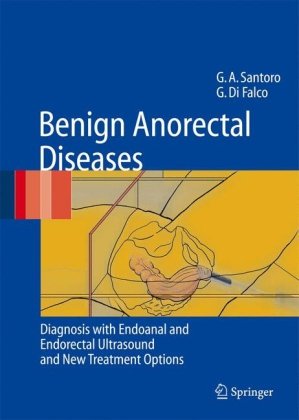 G. A. Santoro
G. Di Falco
Benign Anorectal
Diseases
Diagnosis with Endoanal and
Endorectal Ultrasound
and New Treatment Options
Springer